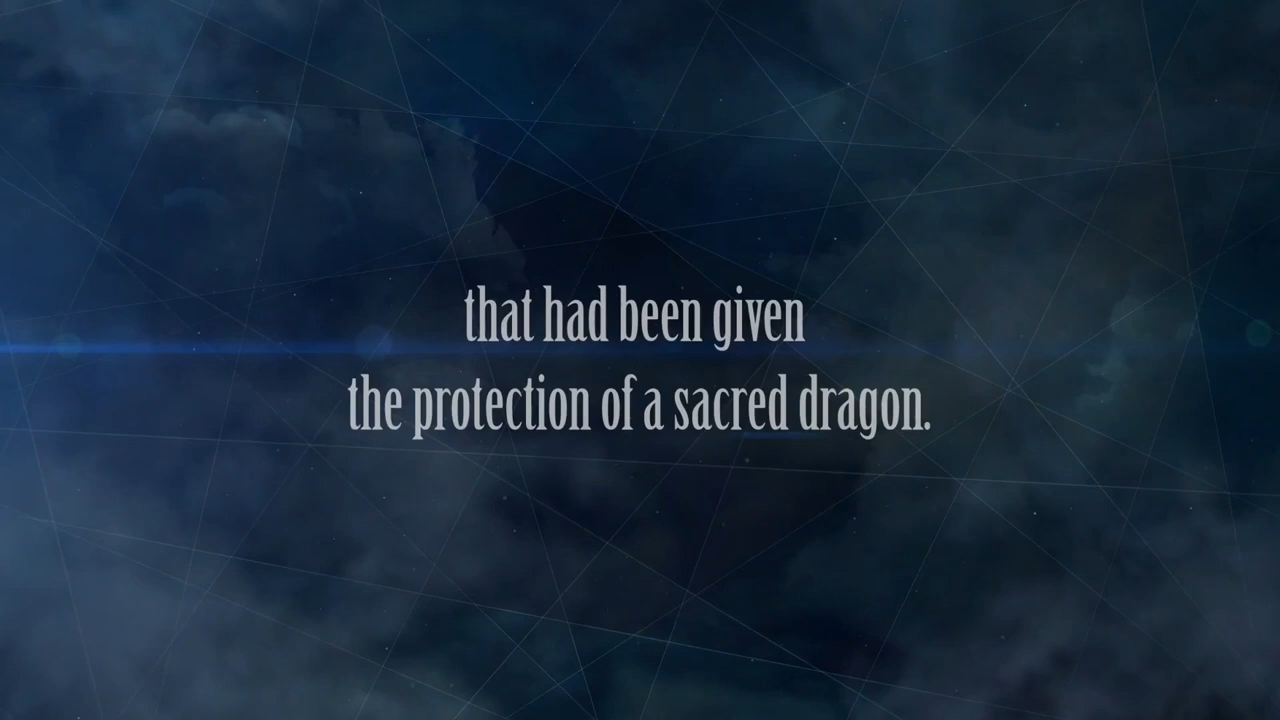 that had been given
the protection of a sacred dragon.